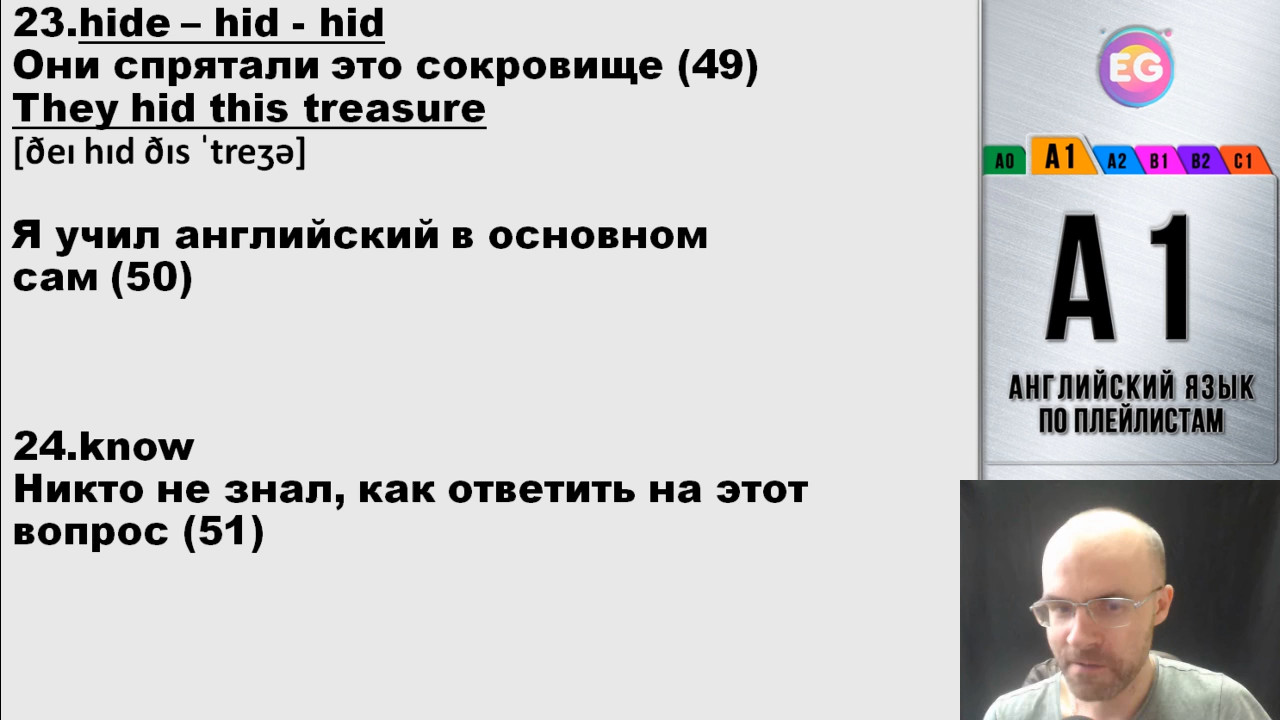 23.hide – hid - hid
Они спрятали это сокровище (49)
They hid this treasure
[ðeɪ hɪd ðɪs ˈtreʒə]
Я учил английский в основном
сам (50)
24.know
Никто не знал, как ответить на этот
вопрос (51)
EG
A0 A1 A2 B1 B2 C1
A 1
АНГЛИЙСКИЙ ЯЗЫК
ПО ПЛЕЙЛИСТАМ